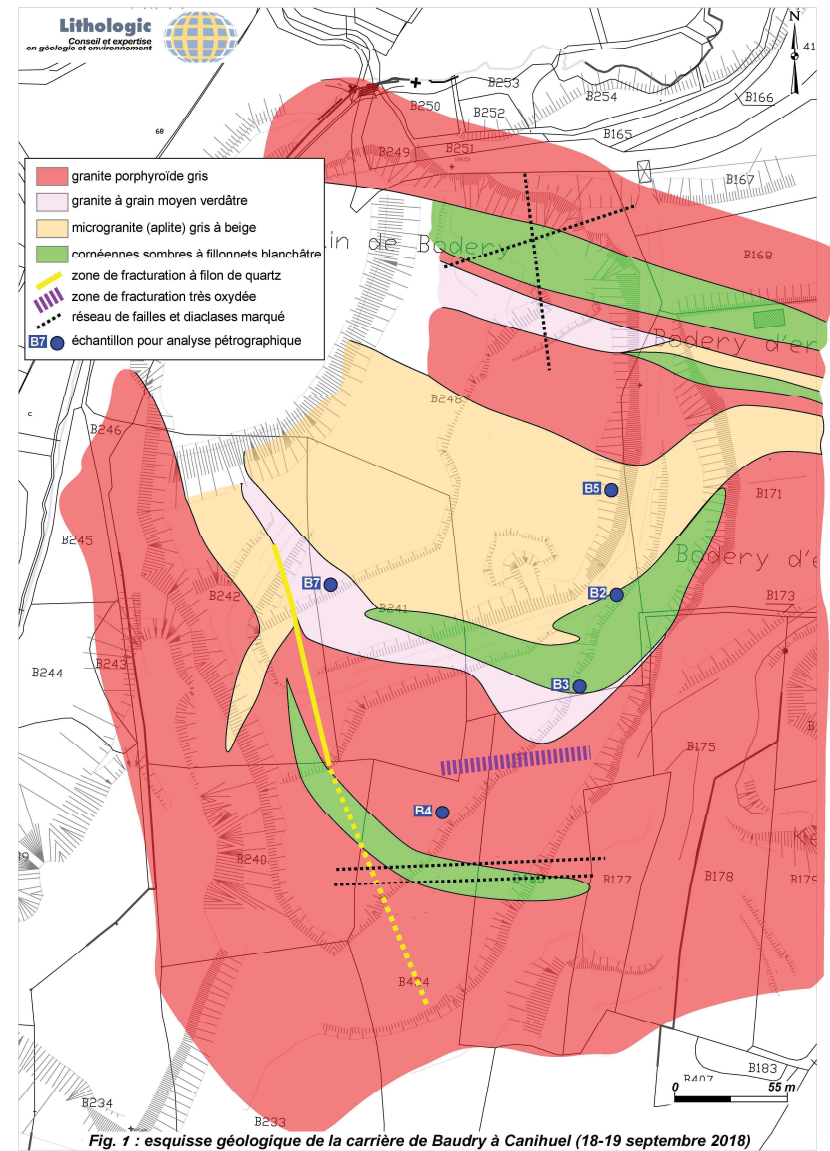 Lithologic
Conseil et expertise
en géologie et environnement
N
41
B253
B254
B166
B250
B252
B165
68
B249
B251
B167
granite porphyroïde gris
granite à grain moyen verdâtre
microgranite (aplite) gris à beige
cornéennes sombres à fillonnets blanchâtre
zone de fracturation à filon de quartz
zone de fracturation très oxydée
réseau de failles et diaclases marqué
B7 échantillon pour analyse pétrographique
in de Bodery
B168
Bodery d'er
B248
C
B246
B5
B171
B245
Bodery d'e
B7
B242
B2
B173
B241
B244
B243
B3
B175
B4
B240
B177
B178
B179
B424
B183
B407
0 55 m
B234
B233
Fig. 1 : esquisse géologique de la carrière de Baudry à Canihuel (18-19 septembre 2018)